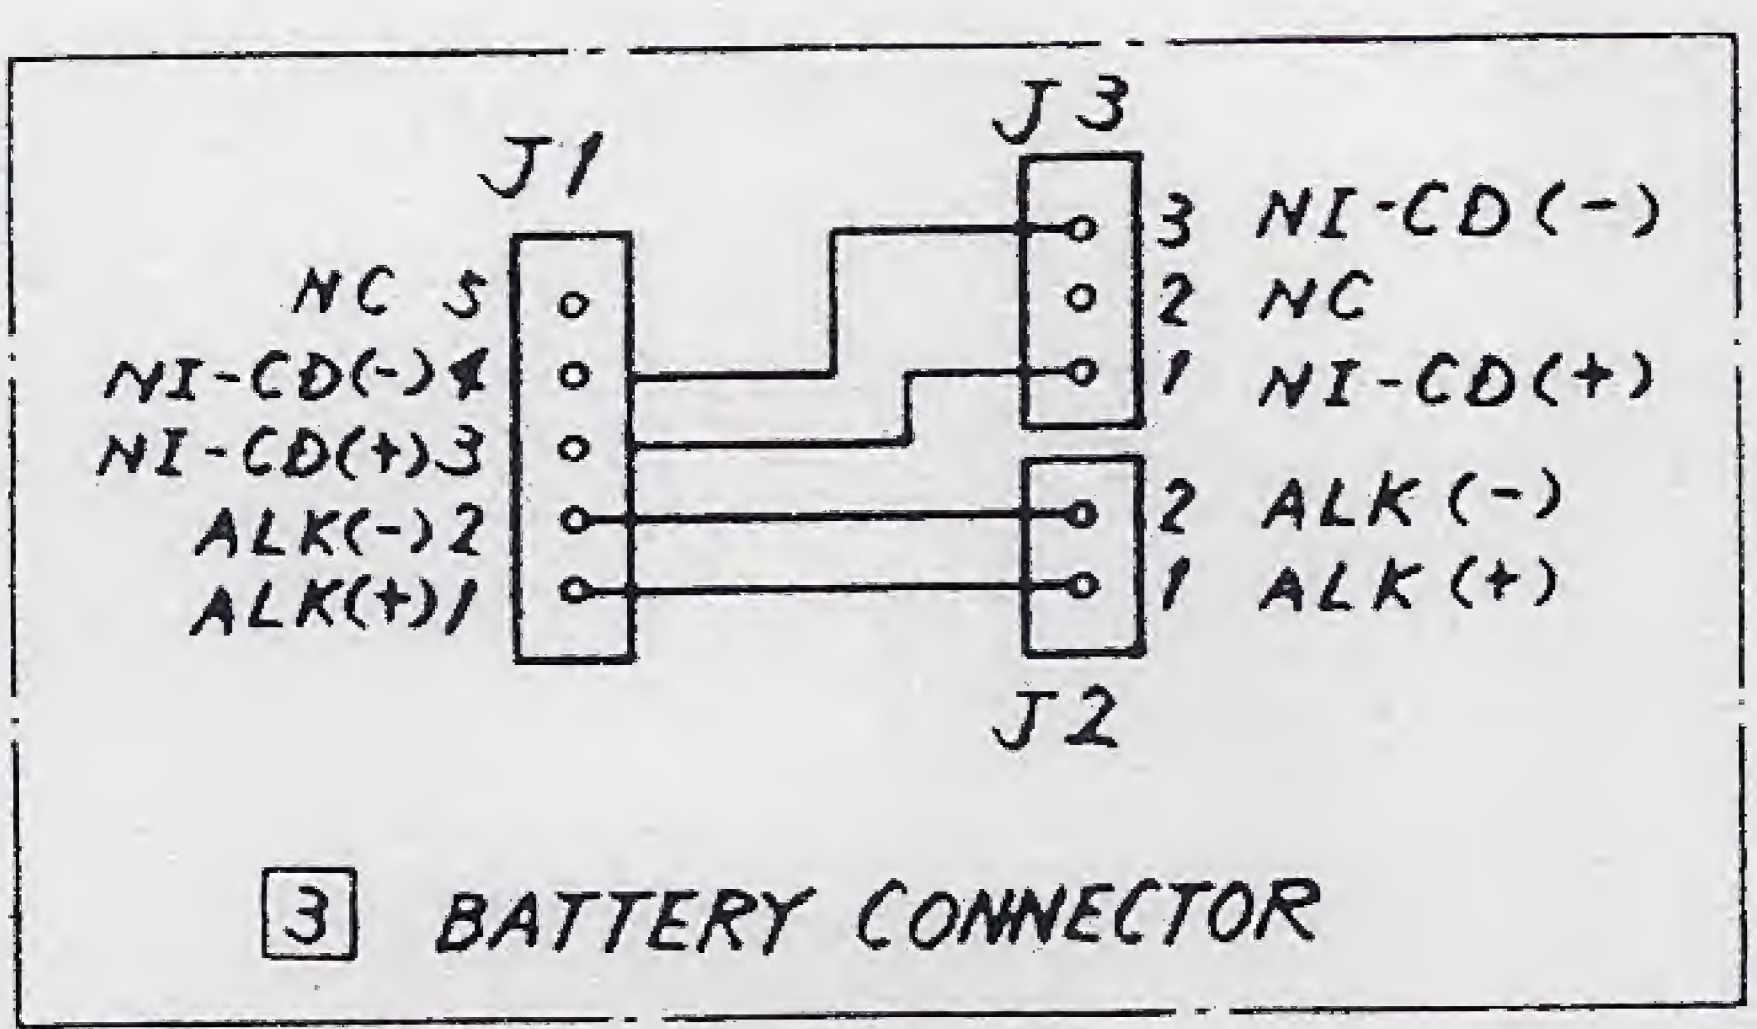 J1
NC 5
NI-CD(-)4
NI-CD(+)3
ALK(-)2
ALK(+)1
J3
3 NI-CD(-)
2 NC
1 NI-CD(+)
2 ALK(-)
1 ALK(+)
J2
3 BATTERY CONNECTOR